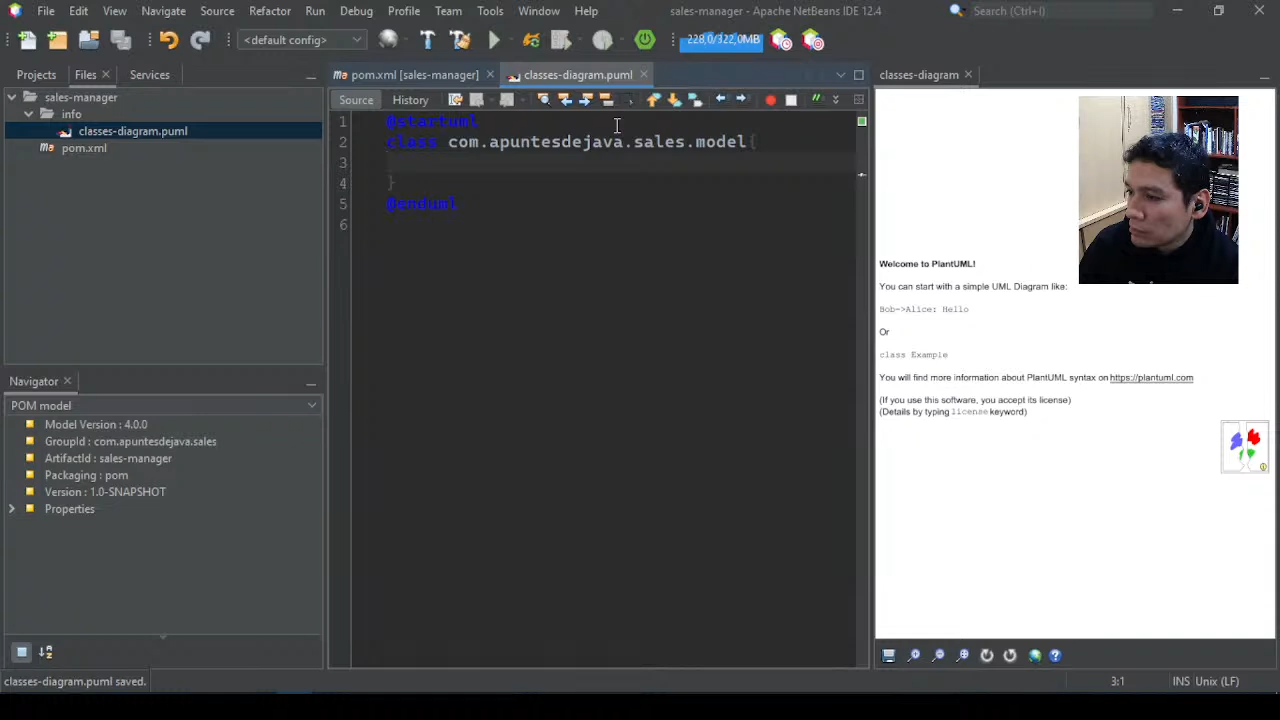 File Edit View Navigate Source Refactor Run Debug Profile Team Tools Window Help sales-manager - Apache NetBeans IDE 12.4 Search (Ctrl+I)
<default config> 228,0/322,0MB
Projects Files Services
sales-manager
info
classes-diagram.puml
pom.xml
Navigator
POM model
Model Version : 4.0.0
GroupId : com.apuntesdejava.sales
ArtifactId : sales-manager
Packaging : pom
Version : 1.0-SNAPSHOT
Properties
pom.xml [sales-manager] classes-diagram.puml
Source History
1 @startuml
2 class com.apuntesdejava.sales.model{
3
4 }
5 @enduml
6
classes-diagram
Welcome to PlantUML!
You can start with a simple UML Diagram like:
Bob->Alice: Hello
Or
class Example
You will find more information about PlantUML syntax on https://plantuml.com
(If you use this software, you accept its license)
(Details by typing license keyword)
classes-diagram.puml saved. 3:1 INS Unix (LF)